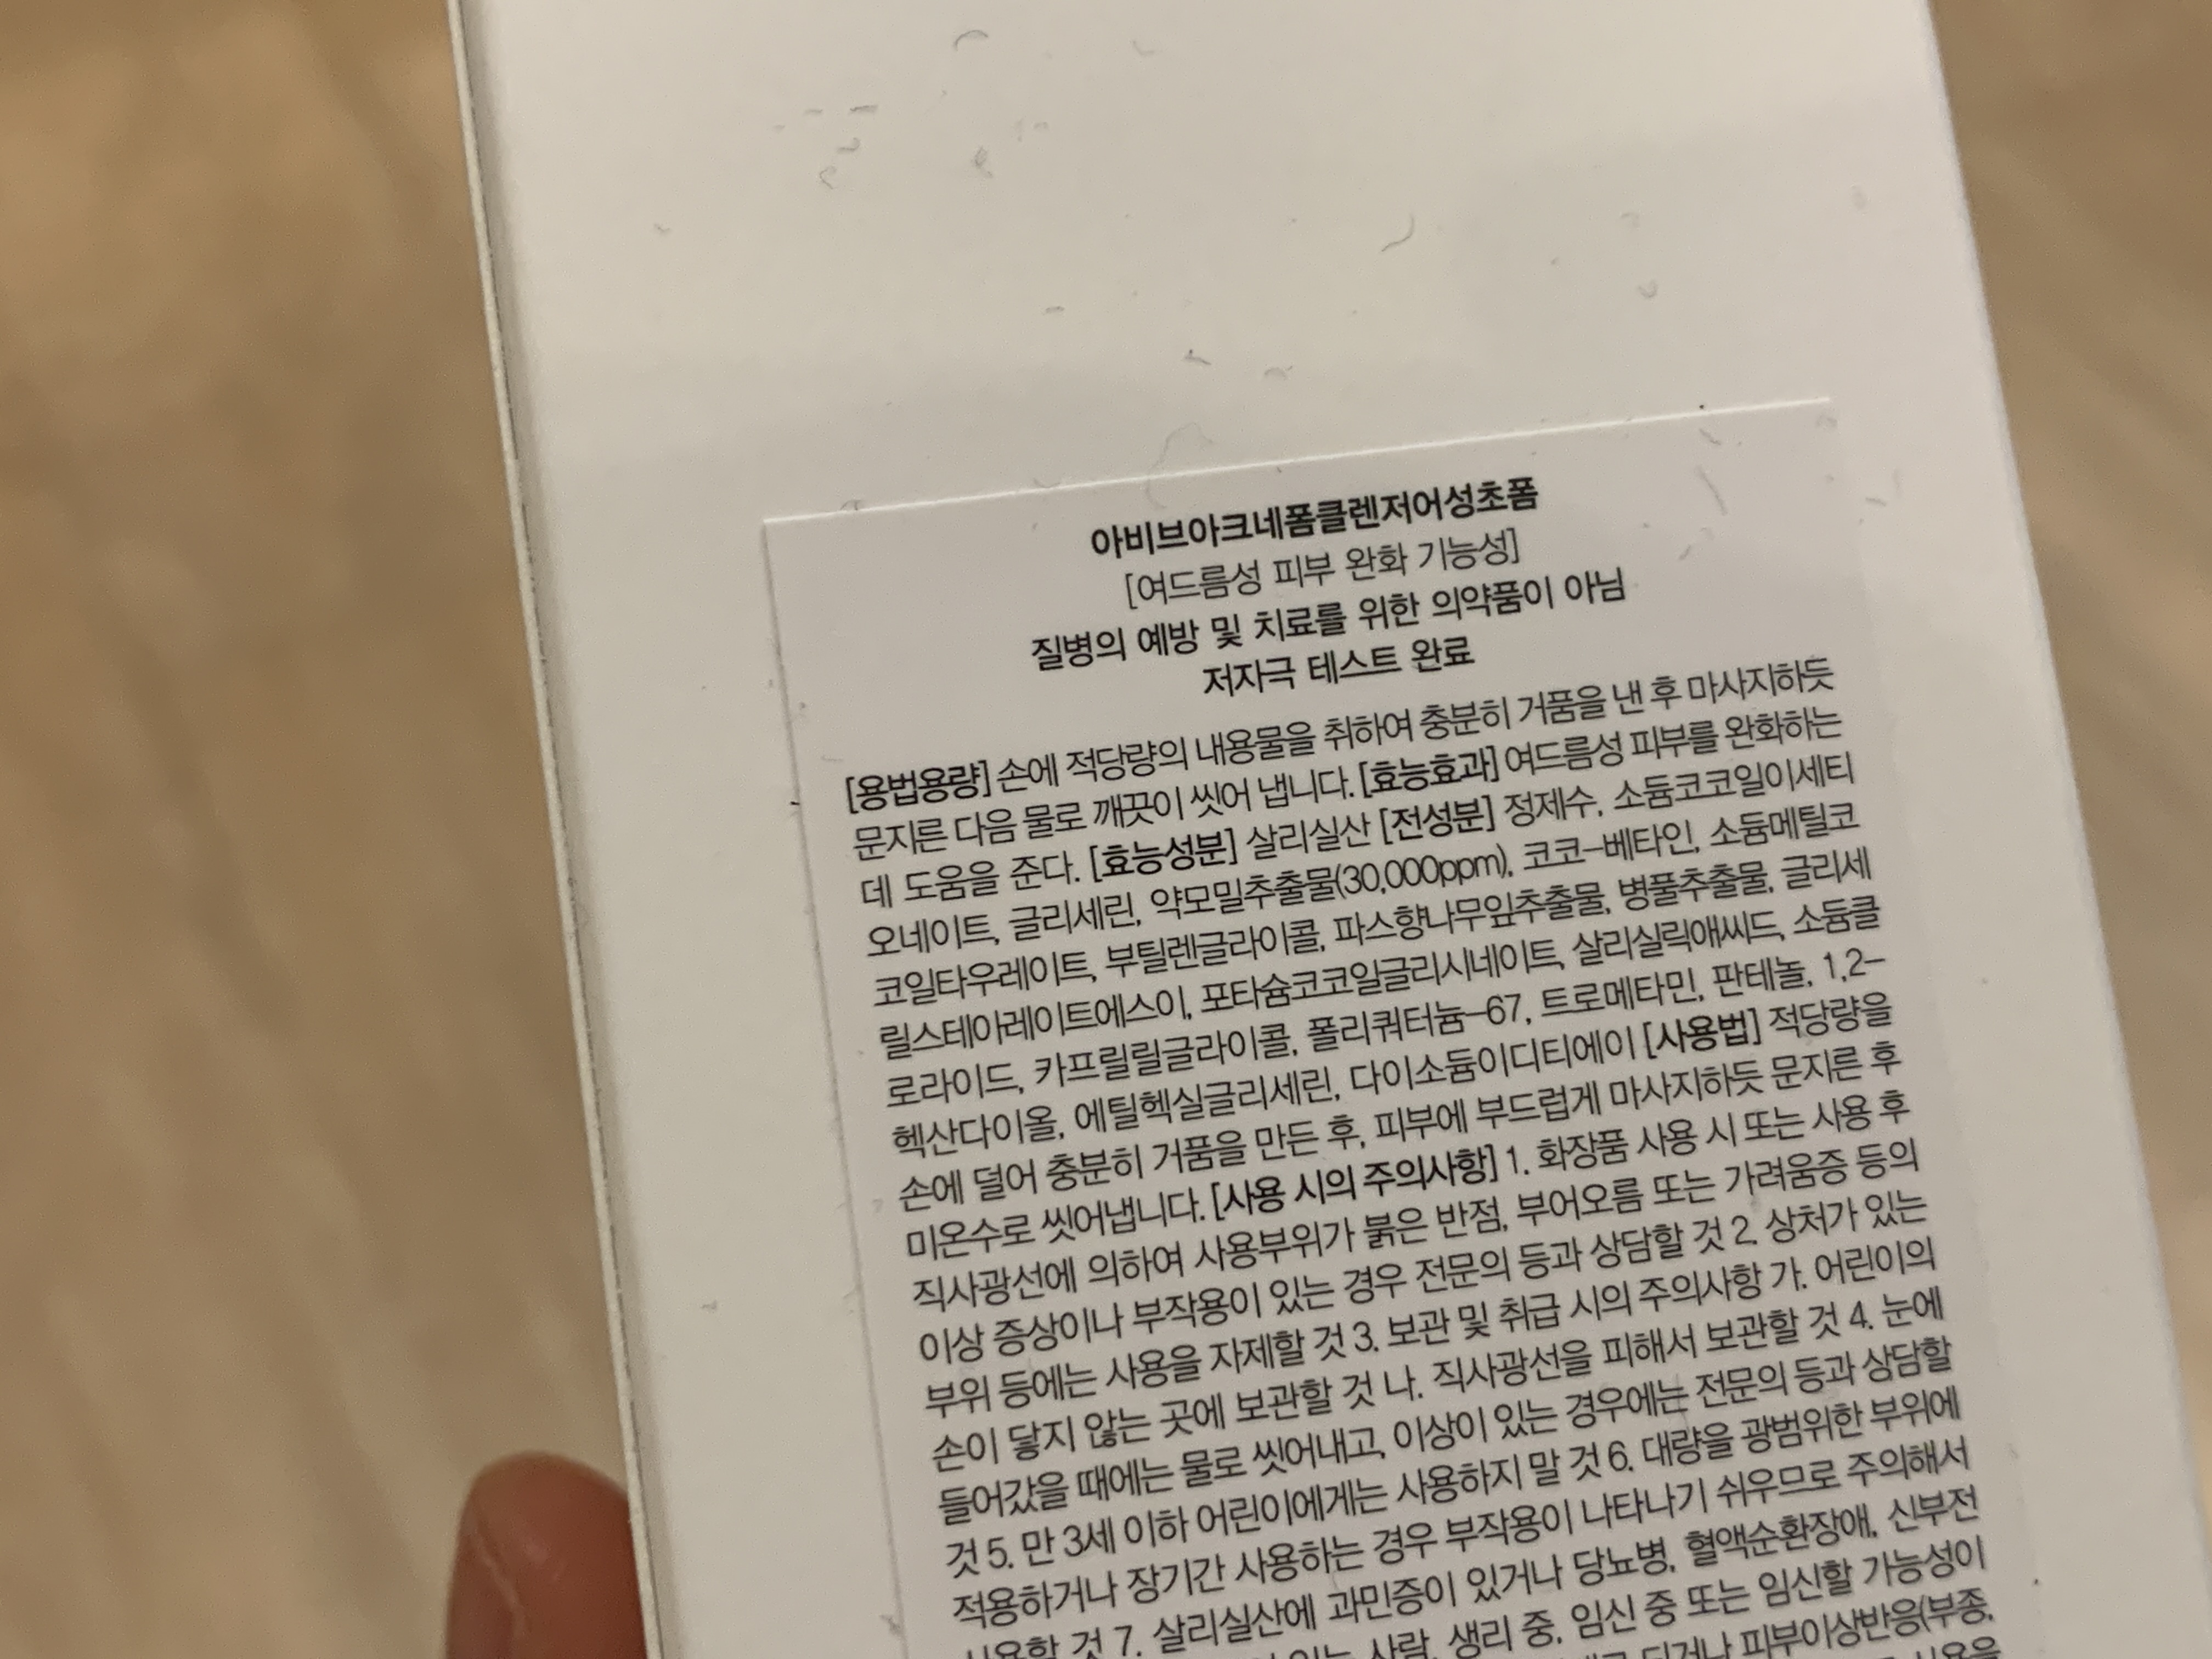 아비브아크네폼클렌저어성초폼
[여드름성 피부 완화 기능성]
질병의 예방 및 치료를 위한 의약품이 아님
저자극 테스트 완료
[용법용량] 손에 적당량의 내용물을 취하여 충분히 거품을 낸 후 마사지하듯
문지른 다음 물로 깨끗이 씻어 냅니다. [효능효과] 여드름성 피부를 완화하는
데 도움을 준다. [효능성분] 살리실산 [전성분] 정제수, 소듐코코일이세티
오네이트, 글리세린, 약모밀추출물(30,000ppm), 코코-베타인, 소듐메틸코
코일타우레이트, 부틸렌글라이콜, 파스향나무잎추출물, 병풀추출물, 글리세
릴스테아레이트에스이, 포타슘코코일글리시네이트, 살리실릭애씨드, 소듐클
로라이드, 카프릴릴글라이콜, 폴리쿼터늄-67, 트로메타민, 판테놀, 1,2-
헥산다이올, 에틸헥실글리세린, 다이소듐이디티에이 [사용법] 적당량을
손에 덜어 충분히 거품을 만든 후, 피부에 부드럽게 마사지하듯 문지른 후
미온수로 씻어냅니다. [사용 시의 주의사항] 1. 화장품 사용 시 또는 사용 후
직사광선에 의하여 사용부위가 붉은 반점, 부어오름 또는 가려움증 등의
이상 증상이나 부작용이 있는 경우 전문의 등과 상담할 것 2. 상처가 있는
부위 등에는 사용을 자제할 것 3. 보관 및 취급 시의 주의사항 가. 어린이의
손이 닿지 않는 곳에 보관할 것 나. 직사광선을 피해서 보관할 것 4. 눈에
들어갔을 때에는 물로 씻어내고, 이상이 있는 경우에는 전문의 등과 상담할
것 5. 만 3세 이하 어린이에게는 사용하지 말 것 6. 대량을 광범위한 부위에
적용하거나 장기간 사용하는 경우 부작용이 나타나기 쉬우므로 주의해서
사용할 것 7. 살리실산에 과민증이 있거나 당뇨병, 혈액순환장애, 신부전
있는 사람, 생리 중, 임신 중 또는 임신할 가능성이
되거나 피부이상반응(부종,